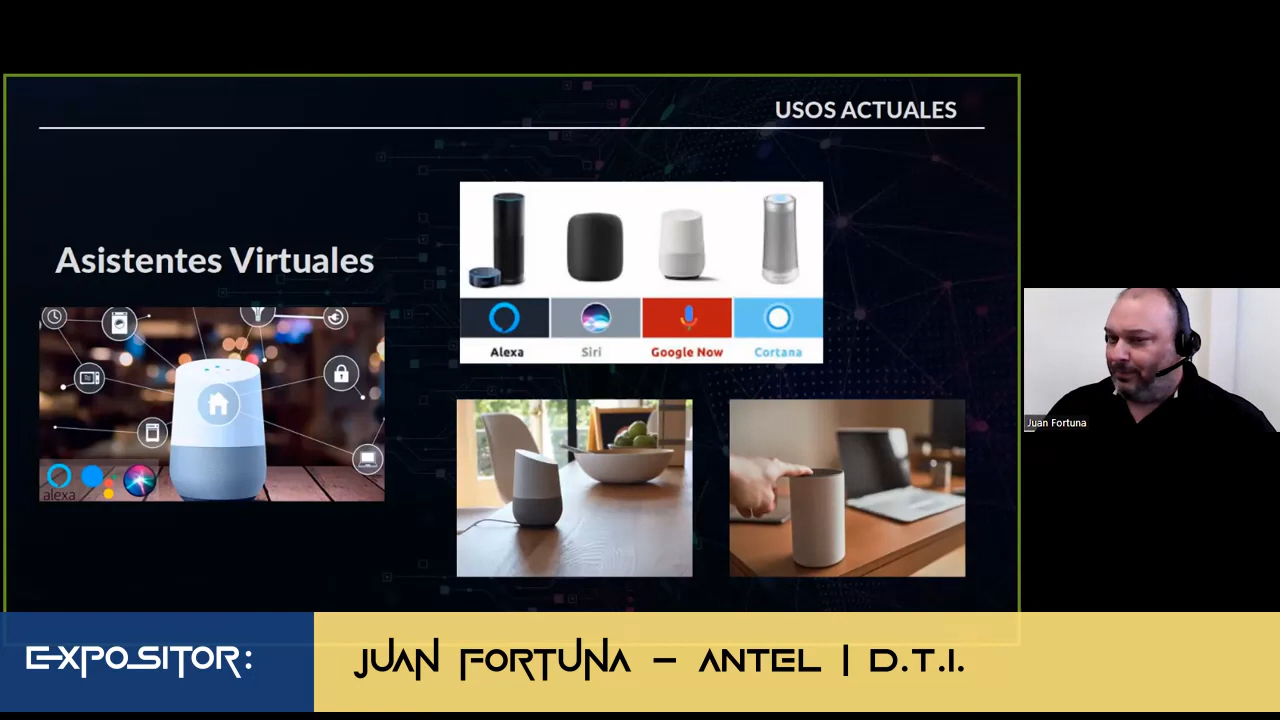 USOS ACTUALES
Asistentes Virtuales
Alexa
Siri
Google Now
Cortana
alexa
Juan Fortuna
EXPOSITOR:
JUAN FORTUNA - ANTEL | D.T.I.